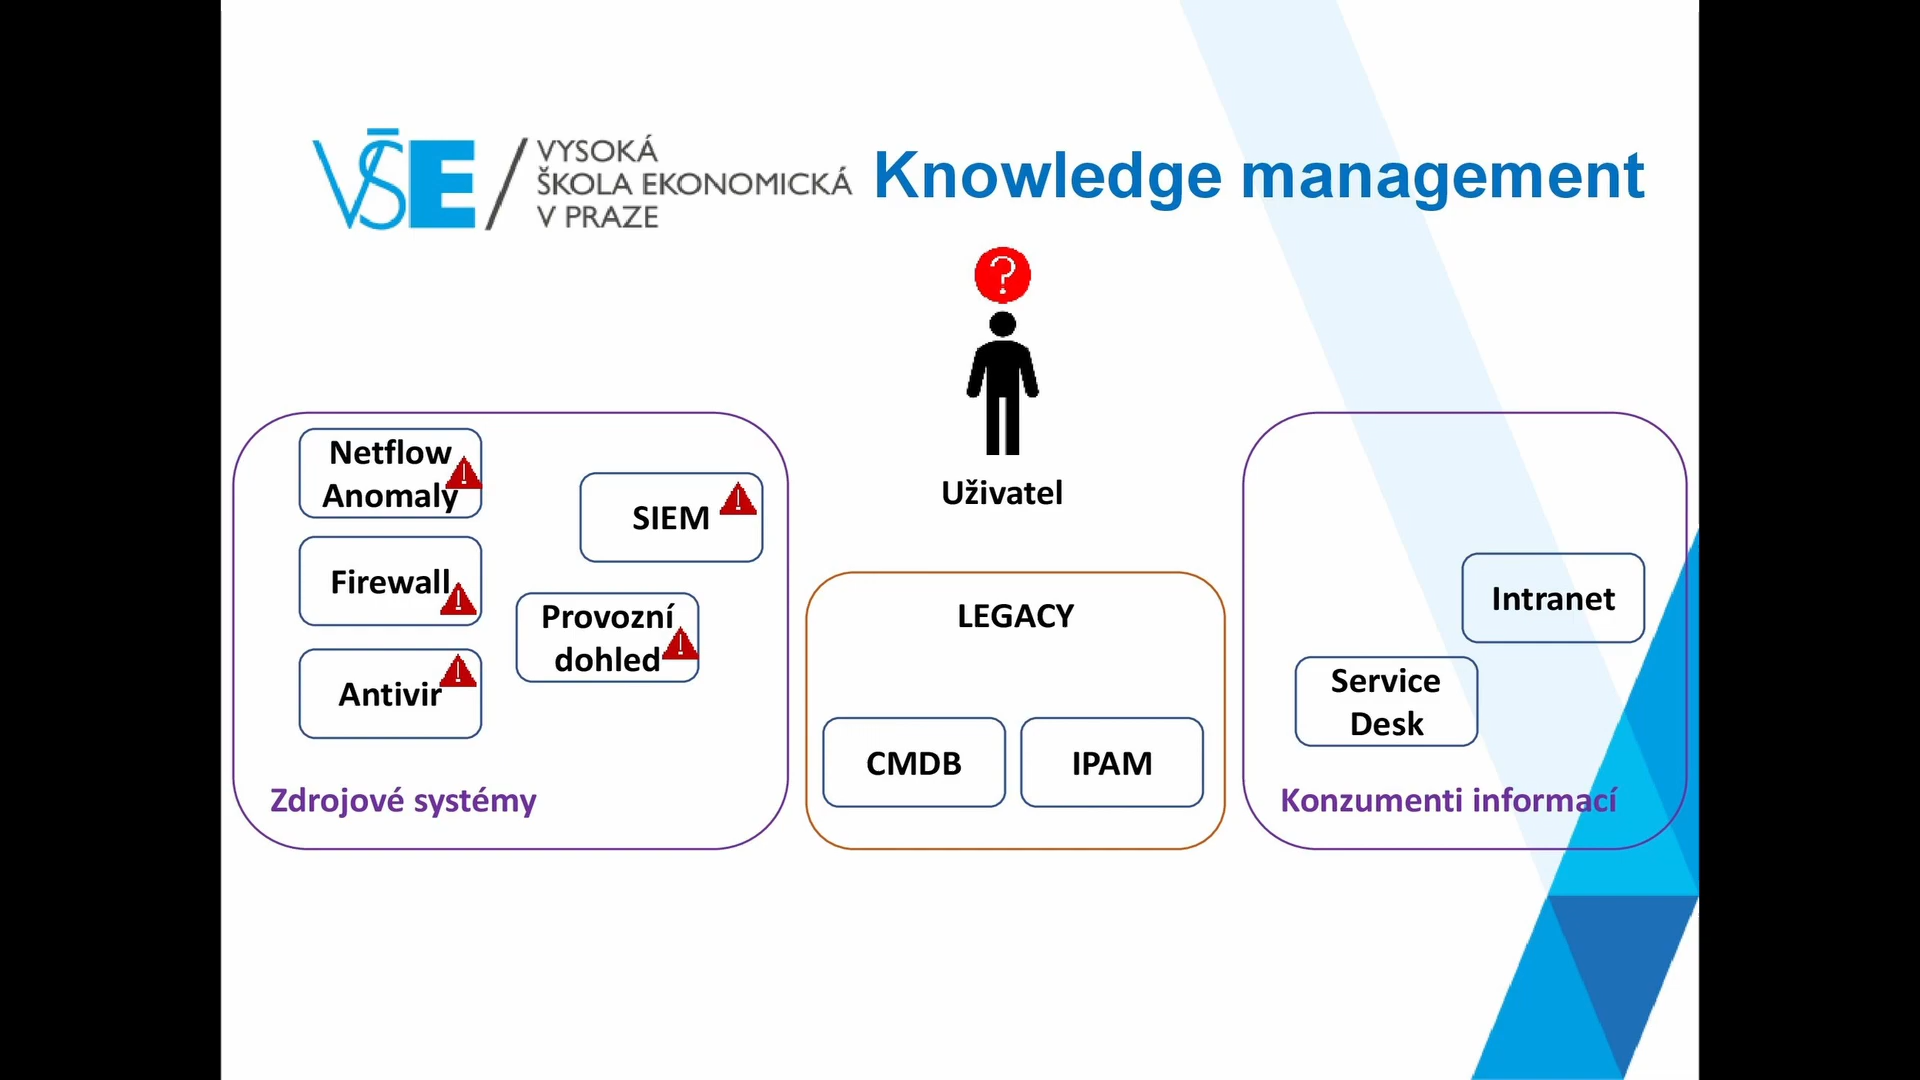 VŠE
VYSOKÁ
ŠKOLA EKONOMICKÁ
V PRAZE
Knowledge management
?
Uživatel
Netflow
Anomaly
SIEM
Firewall
Provozní
dohled
Antivir
Zdrojové systémy
LEGACY
CMDB
IPAM
Intranet
Service
Desk
Konzumenti informací